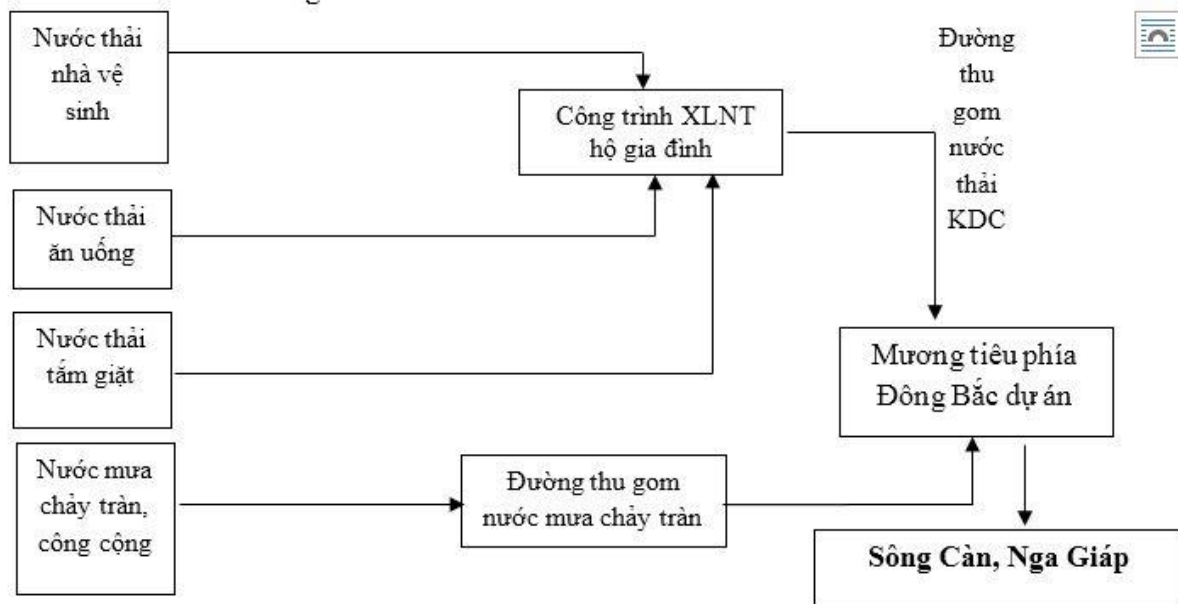 Nước thải
nhà vệ
sinh
Công trình XLNT
hộ gia đình
Đường
thu
gom
nước
thải
KDC
Nước thải
ăn uống
Nước thải
tắm giặt
Mương tiêu phía
Đông Bắc dự án
Nước mưa
chảy tràn,
công cộng
Đường thu gom
nước mưa chảy tràn
Sông Càn, Nga Giáp